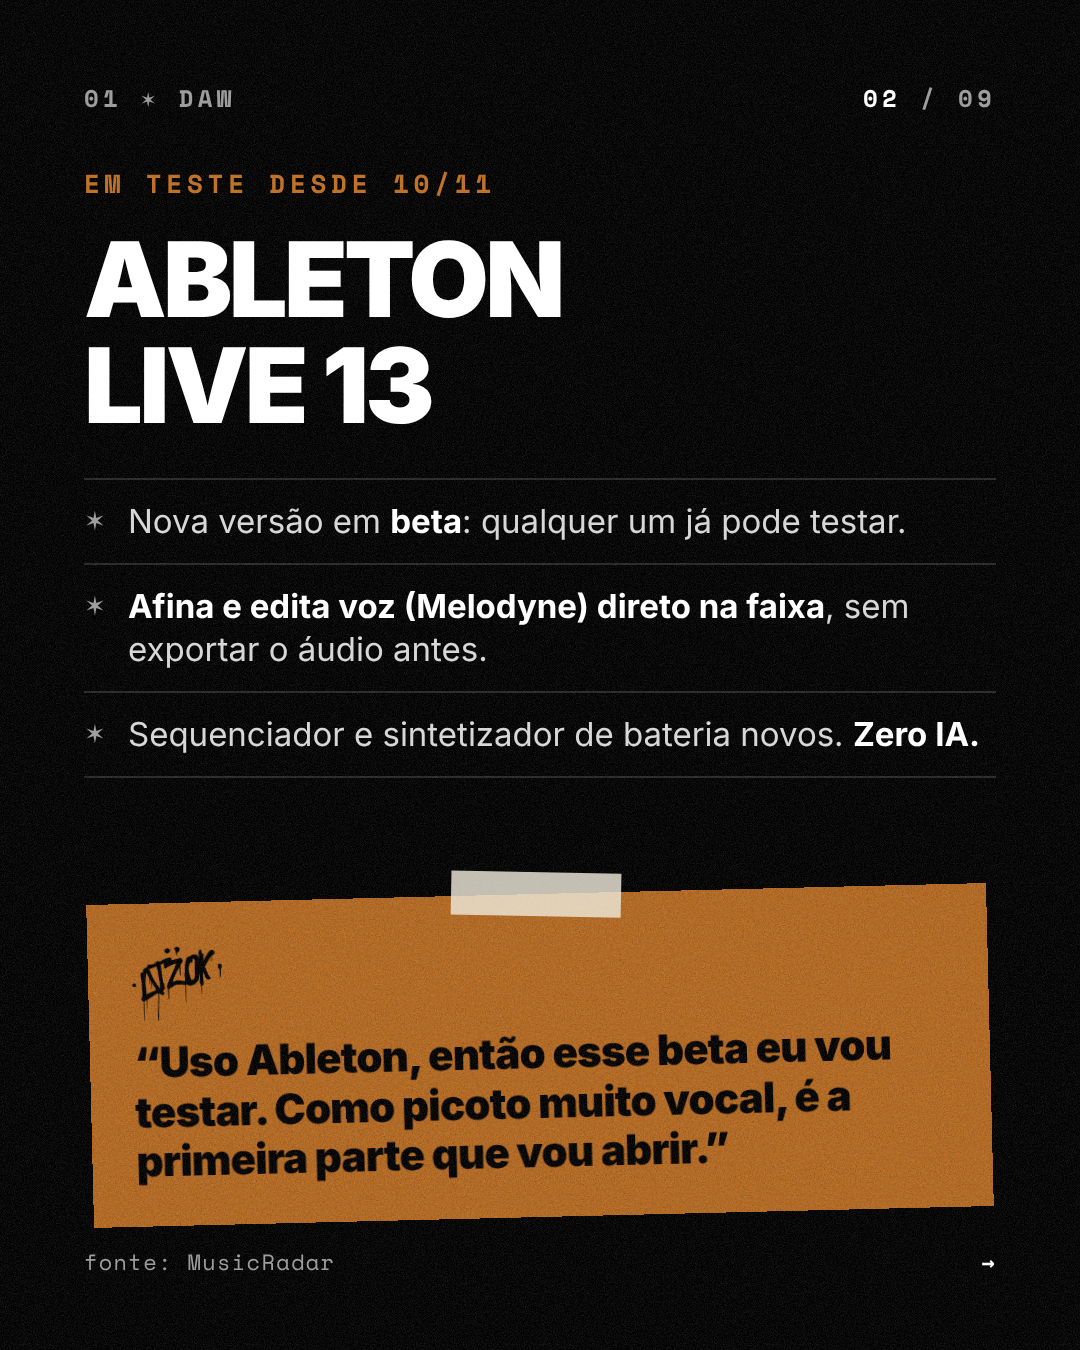 01 ✶ DAW
02 / 09
EM TESTE DESDE 10/11
ABLETON
LIVE 13
✶ Nova versão em beta: qualquer um já pode testar.
✶ Afina e edita voz (Melodyne) direto na faixa, sem
exportar o áudio antes.
✶ Sequenciador e sintetizador de bateria novos. Zero IA.
“Uso Ableton, então esse beta eu vou
testar. Como picoto muito vocal, é a
primeira parte que vou abrir.”
fonte: MusicRadar
→